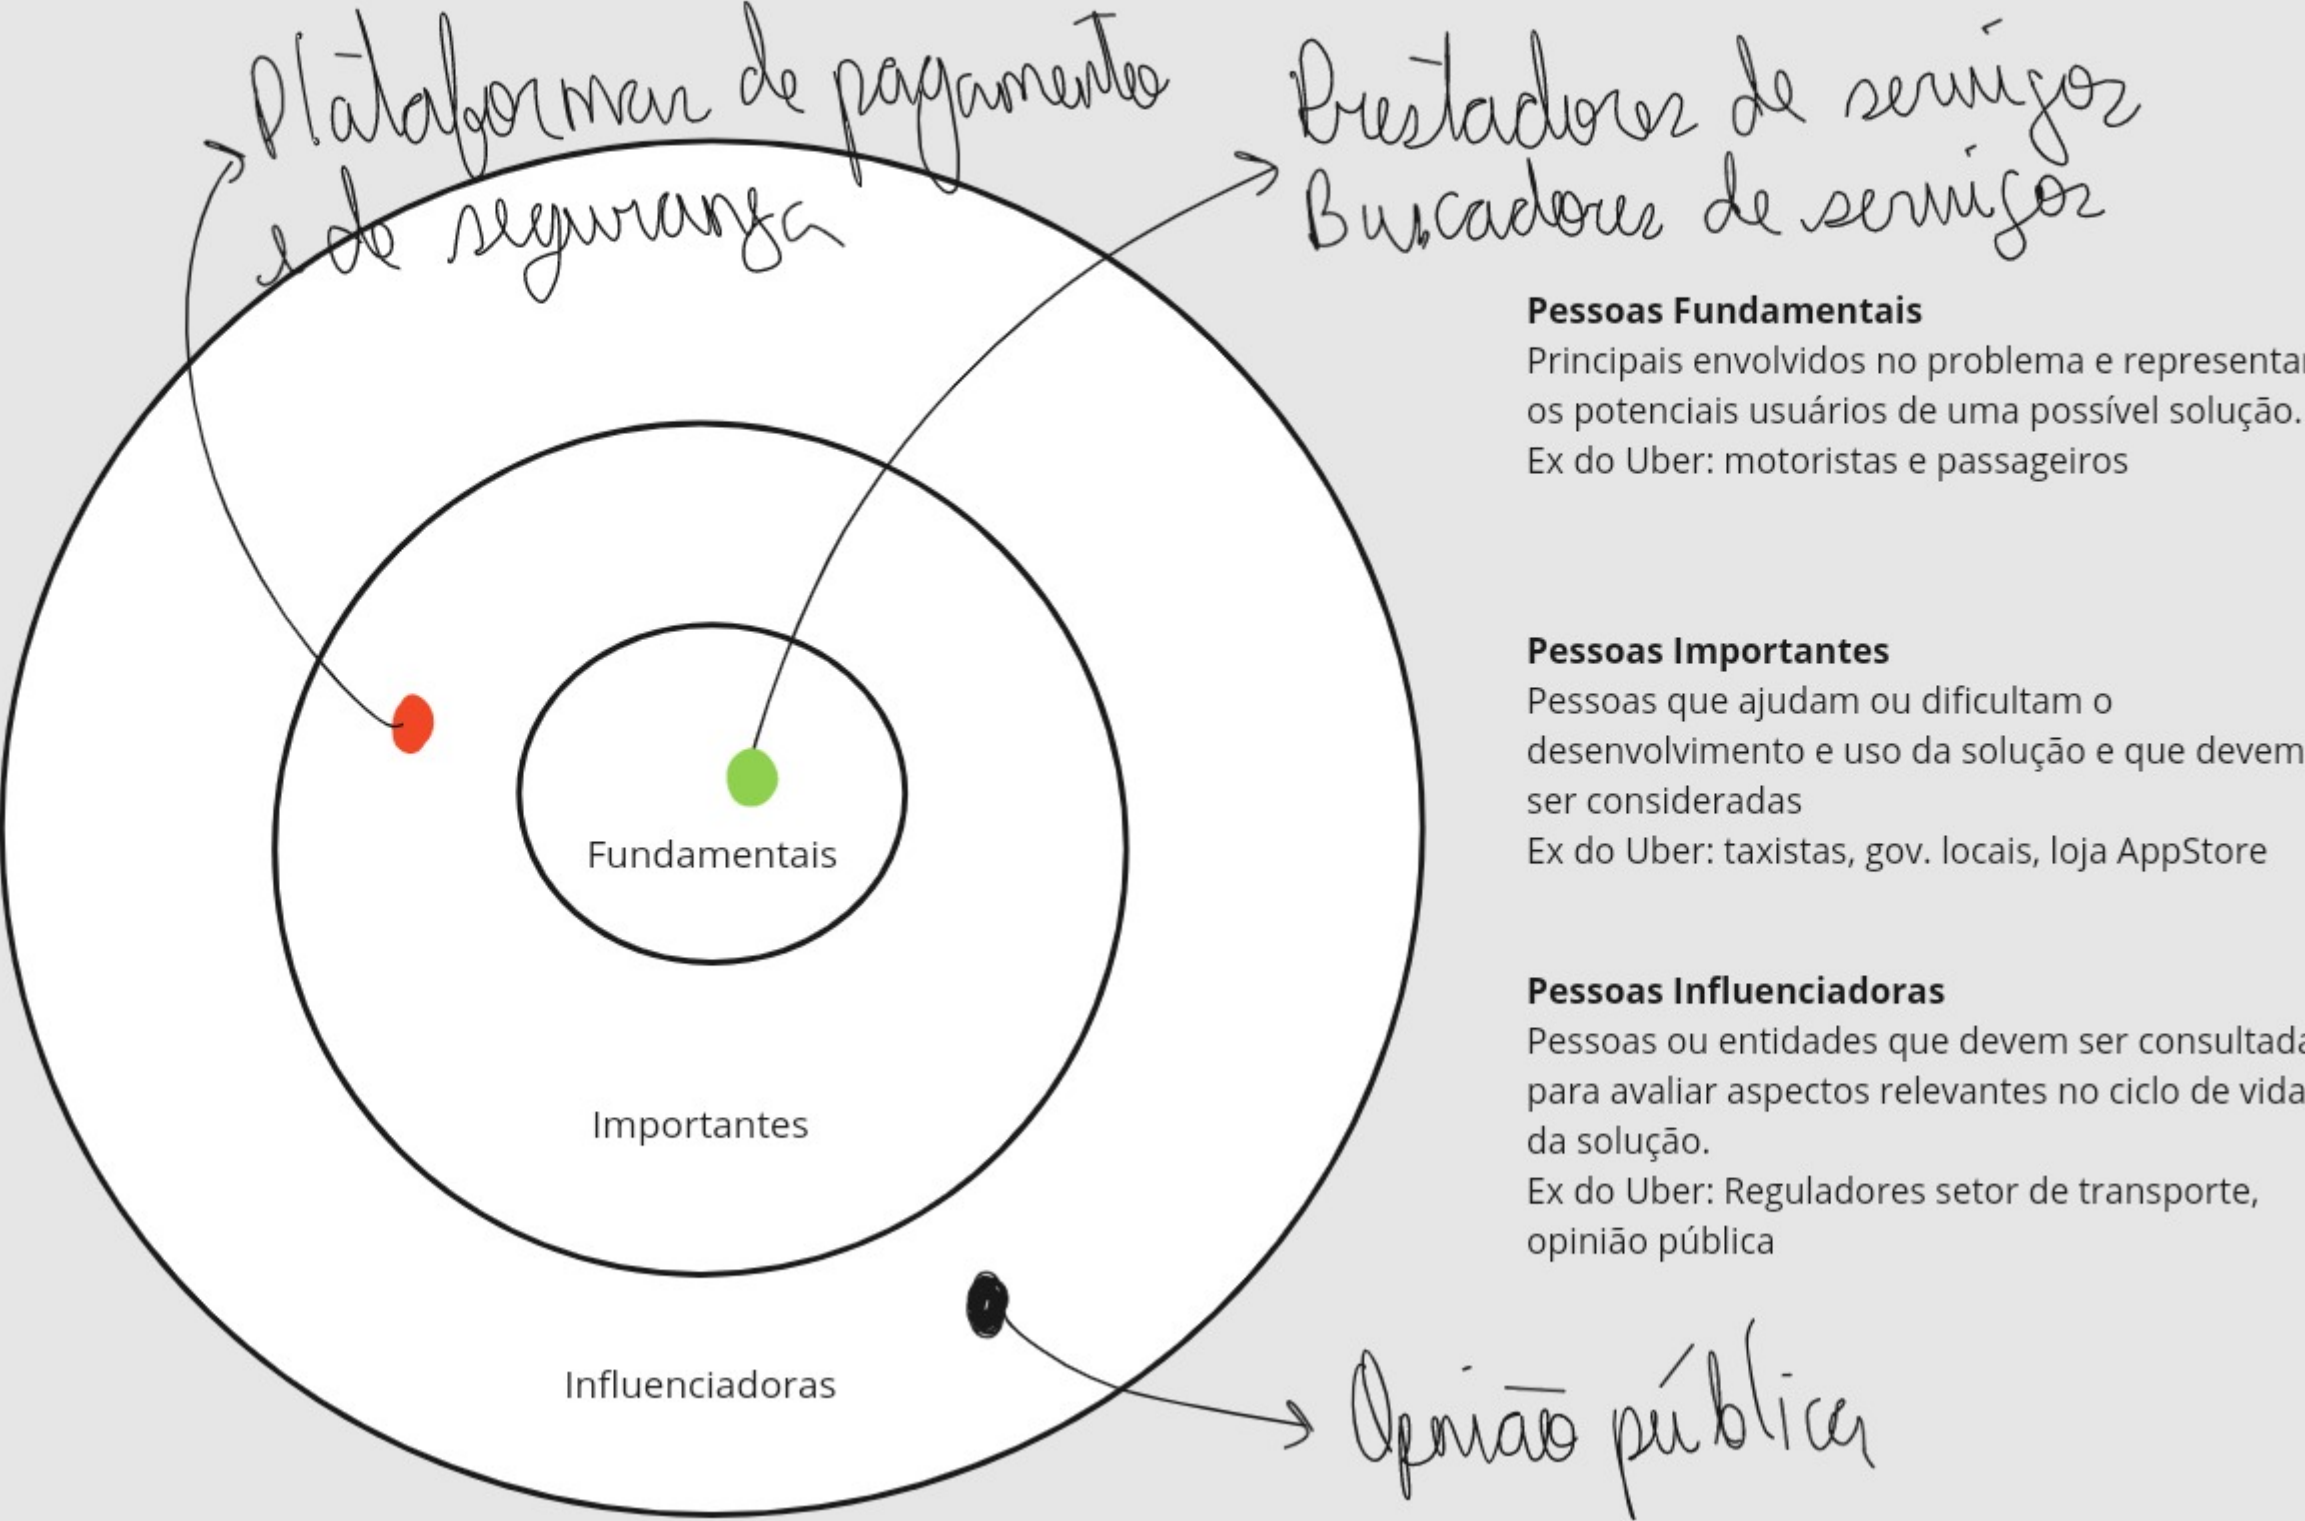 Plataformas de pagamento
e de segurança
Prestadores de serviços
Buscadores de serviços
Pessoas Fundamentais
Principais envolvidos no problema e representa
os potenciais usuários de uma possível solução.
Ex do Uber: motoristas e passageiros
Pessoas Importantes
Pessoas que ajudam ou dificultam o
desenvolvimento e uso da solução e que devem
ser consideradas
Ex do Uber: taxistas, gov. locais, loja AppStore
Pessoas Influenciadoras
Pessoas ou entidades que devem ser consultada
para avaliar aspectos relevantes no ciclo de vida
da solução.
Ex do Uber: Reguladores setor de transporte,
opinião pública
Fundamentais
Importantes
Influenciadoras
Opinião pública